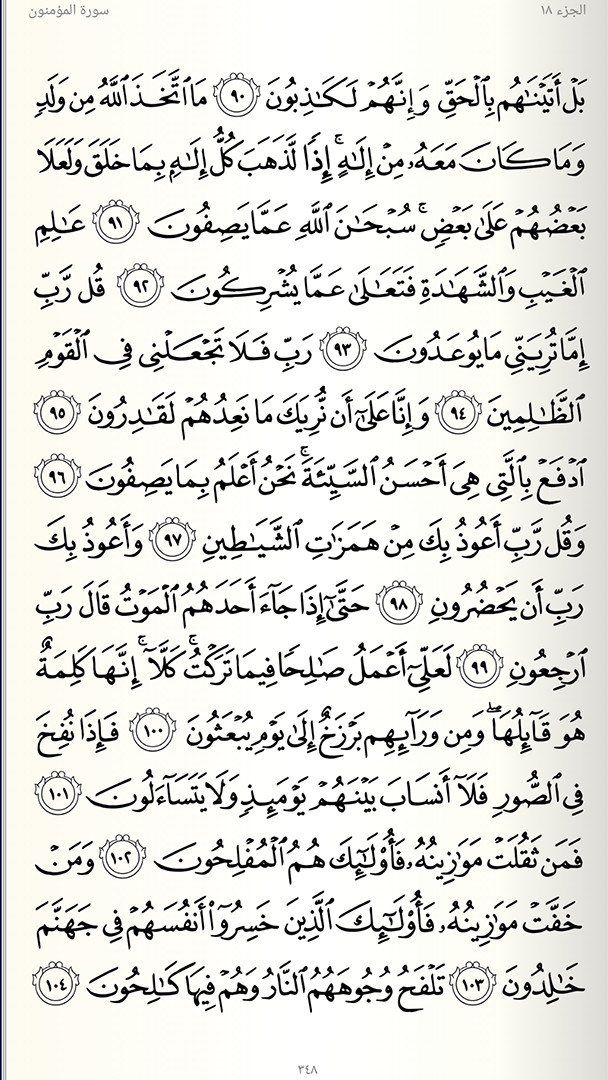 الجزء ١٨
سورة المؤمنون
بَلْ أَتَيْنَٰهُم بِٱلْحَقِّ وَإِنَّهُمْ لَكَٰذِبُونَ ٩٠ مَا ٱتَّخَذَ ٱللَّهُ مِن وَلَدٍ
وَمَا كَانَ مَعَهُۥ مِنْ إِلَٰهٍ ۚ إِذًا لَّذَهَبَ كُلُّ إِلَٰهٍۭ بِمَا خَلَقَ وَلَعَلَا
بَعْضُهُمْ عَلَىٰ بَعْضٍ ۚ سُبْحَٰنَ ٱللَّهِ عَمَّا يَصِفُونَ ٩١ عَٰلِمِ
ٱلْغَيْبِ وَٱلشَّهَٰدَةِ فَتَعَٰلَىٰ عَمَّا يُشْرِكُونَ ٩٢ قُل رَّبِّ
إِمَّا تُرِيَنِّى مَا يُوعَدُونَ ٩٣ رَبِّ فَلَا تَجْعَلْنِى فِى ٱلْقَوْمِ
ٱلظَّٰلِمِينَ ٩٤ وَإِنَّا عَلَىٰٓ أَن نُّرِيَكَ مَا نَعِدُهُمْ لَقَٰدِرُونَ ٩٥
ٱدْفَعْ بِٱلَّتِى هِىَ أَحْسَنُ ٱلسَّيِّئَةَ ۚ نَحْنُ أَعْلَمُ بِمَا يَصِفُونَ ٩٦
وَقُل رَّبِّ أَعُوذُ بِكَ مِنْ هَمَزَٰتِ ٱلشَّيَٰطِينِ ٩٧ وَأَعُوذُ بِكَ
رَبِّ أَن يَحْضُرُونِ ٩٨ حَتَّىٰٓ إِذَا جَآءَ أَحَدَهُمُ ٱلْمَوْتُ قَالَ رَبِّ
ٱرْجِعُونِ ٩٩ لَعَلِّىٓ أَعْمَلُ صَٰلِحًا فِيمَا تَرَكْتُ ۚ كَلَّآ ۚ إِنَّهَا كَلِمَةٌ
هُوَ قَآئِلُهَا ۖ وَمِن وَرَآئِهِم بَرْزَخٌ إِلَىٰ يَوْمِ يُبْعَثُونَ ١٠٠ فَإِذَا نُفِخَ
فِى ٱلصُّورِ فَلَآ أَنسَابَ بَيْنَهُمْ يَوْمَئِذٍ وَلَا يَتَسَآءَلُونَ ١٠١
فَمَن ثَقُلَتْ مَوَٰزِينُهُۥ فَأُو۟لَٰٓئِكَ هُمُ ٱلْمُفْلِحُونَ ١٠٢ وَمَنْ
خَفَّتْ مَوَٰزِينُهُۥ فَأُو۟لَٰٓئِكَ ٱلَّذِينَ خَسِرُوٓا۟ أَنفُسَهُمْ فِى جَهَنَّمَ
خَٰلِدُونَ ١٠٣ تَلْفَحُ وُجُوهَهُمُ ٱلنَّارُ وَهُمْ فِيهَا كَٰلِحُونَ ١٠٤
٣٤٨